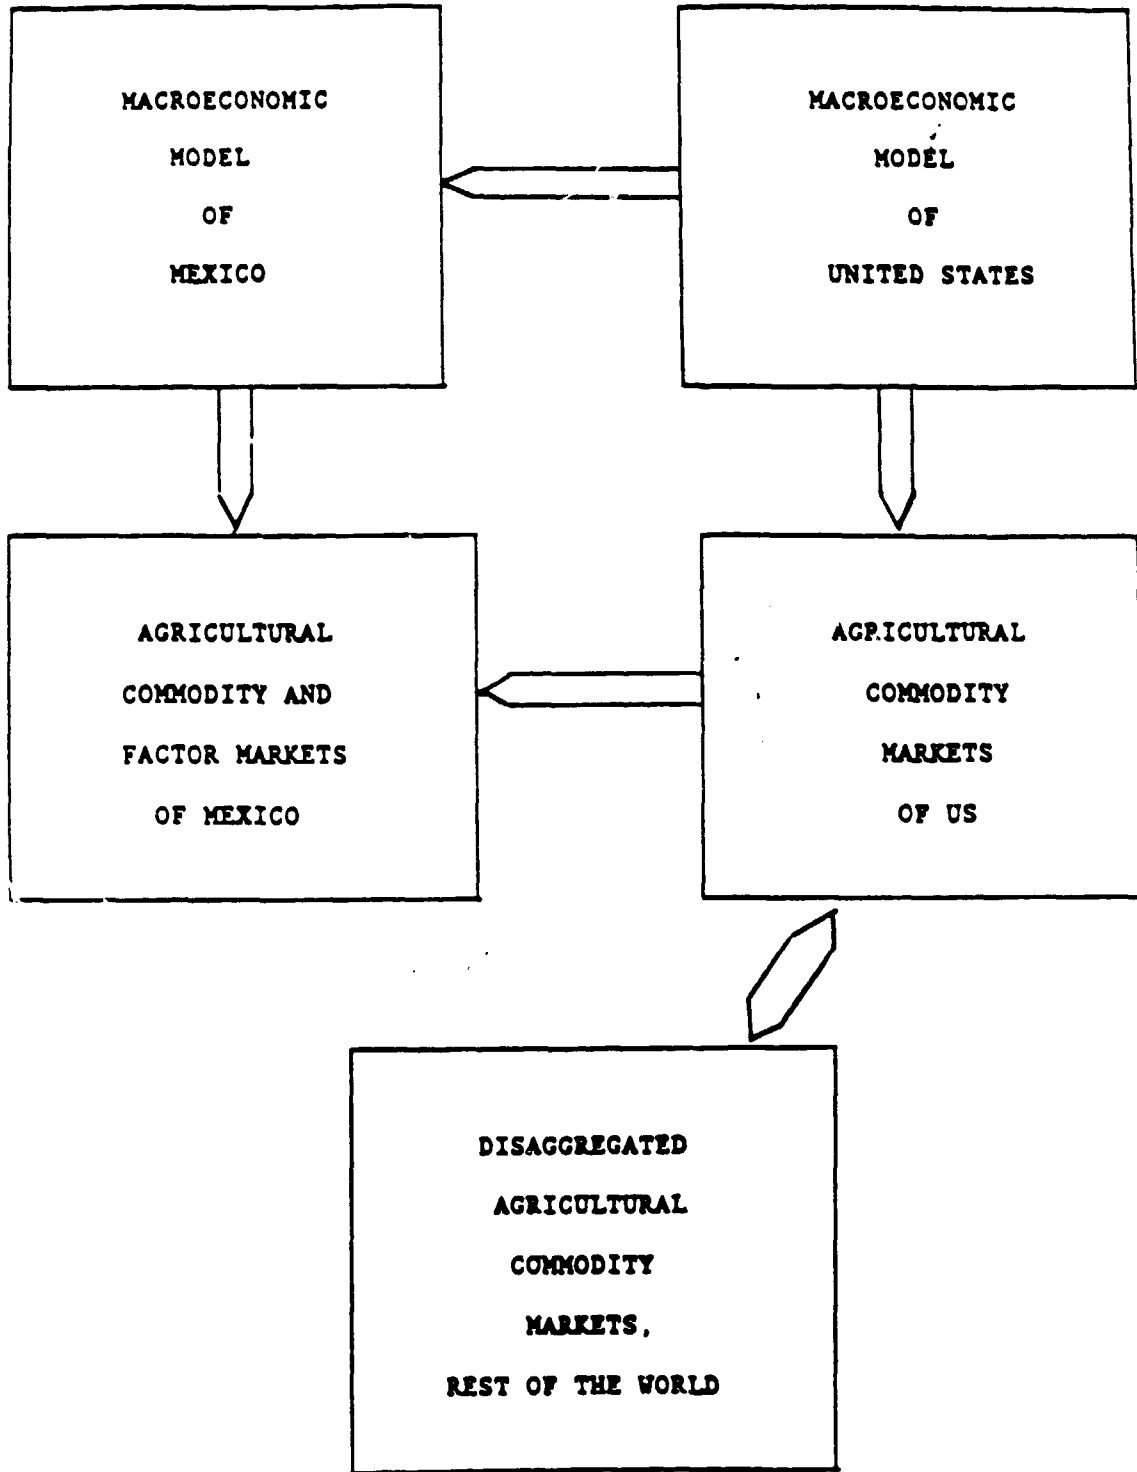 MACROECONOMIC
MODEL
OF
MEXICO
MACROECONOMIC
MODEL
OF
UNITED STATES
AGRICULTURAL
COMMODITY AND
FACTOR MARKETS
OF MEXICO
AGRICULTURAL
COMMODITY
MARKETS
OF US
DISAGGREGATED
AGRICULTURAL
COMMODITY
MARKETS,
REST OF THE WORLD